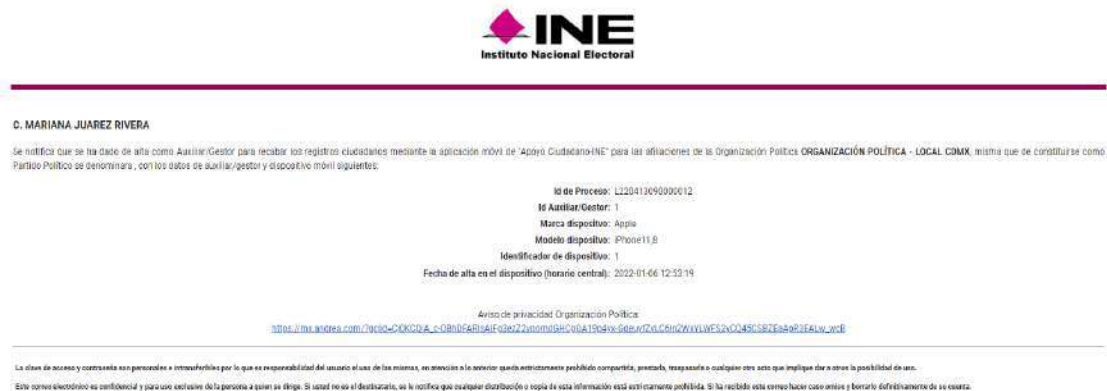 INE
Instituto Nacional Electoral
C. MARIANA JUAREZ RIVERA
Se notifica que se ha dado de alta como Auxiliar/Gestor para recabar los registros ciudadanos mediante la aplicación móvil de "Apoyo Ciudadano-INE" para las afiliaciones de la Organización Política ORGANIZACIÓN POLÍTICA - LOCAL CDMX, misma que de constituirse como
Partido Político se denominara , con los datos de auxiliar/gestor y dispositivo móvil siguientes:
Id de Proceso: L220413090000012
Id Auxiliar/Gestor: 1
Marca dispositivo: Apple
Modelo dispositivo: iPhone11,8
Identificador de dispositivo: 1
Fecha de alta en el dispositivo (horario central): 2022-01-06 12:53:19
Aviso de privacidad Organización Política:
https://mx.andrea.com/?gclid=
La clave de acceso y contraseña son personales e intransferibles por lo que es responsabilidad del usuario el uso de las mismas, en atención a lo anterior queda estrictamente prohibido compartirla, prestarla, traspasarla o cualquier otro acto que implique dar a otros la posibilidad de uso.
Este correo electrónico es confidencial y para uso exclusivo de la persona a quien se dirige. Si usted no es el destinatario, se le notifica que cualquier distribución o copia de esta información está estrictamente prohibida. Si ha recibido este correo hacer caso omiso y borrarlo definitivamente de su cuenta.